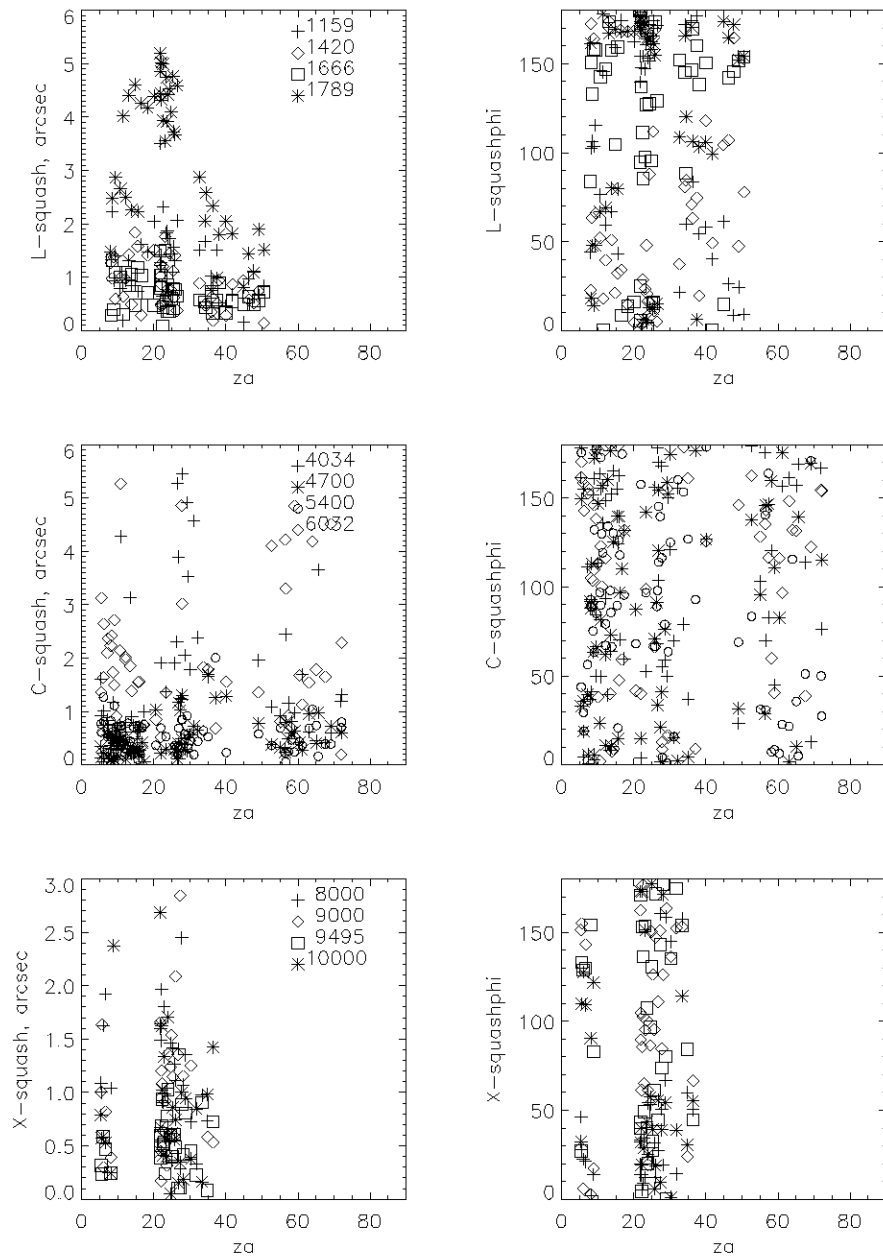 6
5
4
3
2
1
0
L-squash, arcsec
1159
1420
1666
1789
0 20 40 60 80
za
150
100
50
0
L-squashphi
0 20 40 60 80
za
6
5
4
3
2
1
0
C-squash, arcsec
4034
4700
5400
6032
0 20 40 60 80
za
150
100
50
0
C-squashphi
0 20 40 60 80
za
3.0
2.5
2.0
1.5
1.0
0.5
0.0
X-squash, arcsec
8000
9000
9495
10000
0 20 40 60 80
za
150
100
50
0
X-squashphi
0 20 40 60 80
za